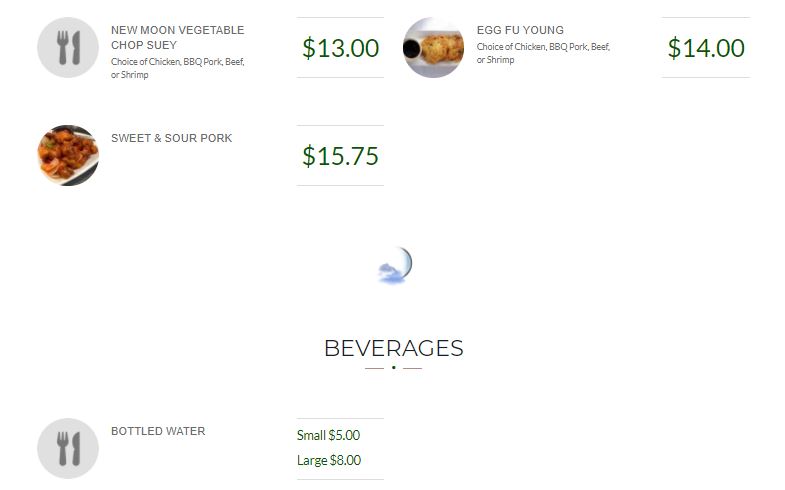 NEW MOON VEGETABLE
CHOP SUEY
Choice of Chicken, BBQ Pork, Beef,
or Shrimp
$13.00
EGG FU YOUNG
Choice of Chicken, BBQ Pork, Beef,
or Shrimp
$14.00
SWEET & SOUR PORK
$15.75
BEVERAGES
BOTTLED WATER
Small $5.00
Large $8.00